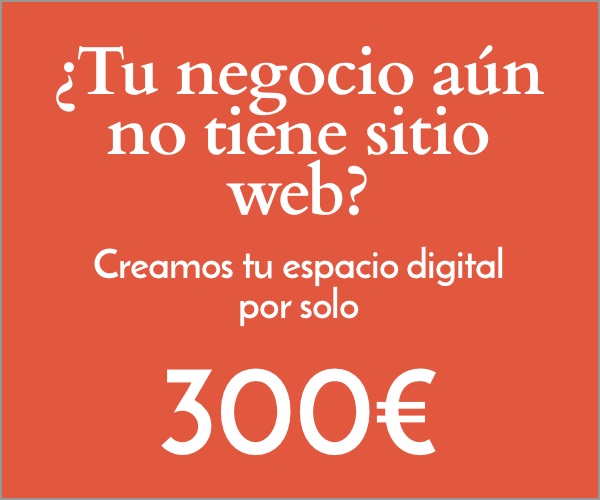 ¿Tu negocio aún
no tiene sitio
web?
Creamos tu espacio digital
por solo
300€